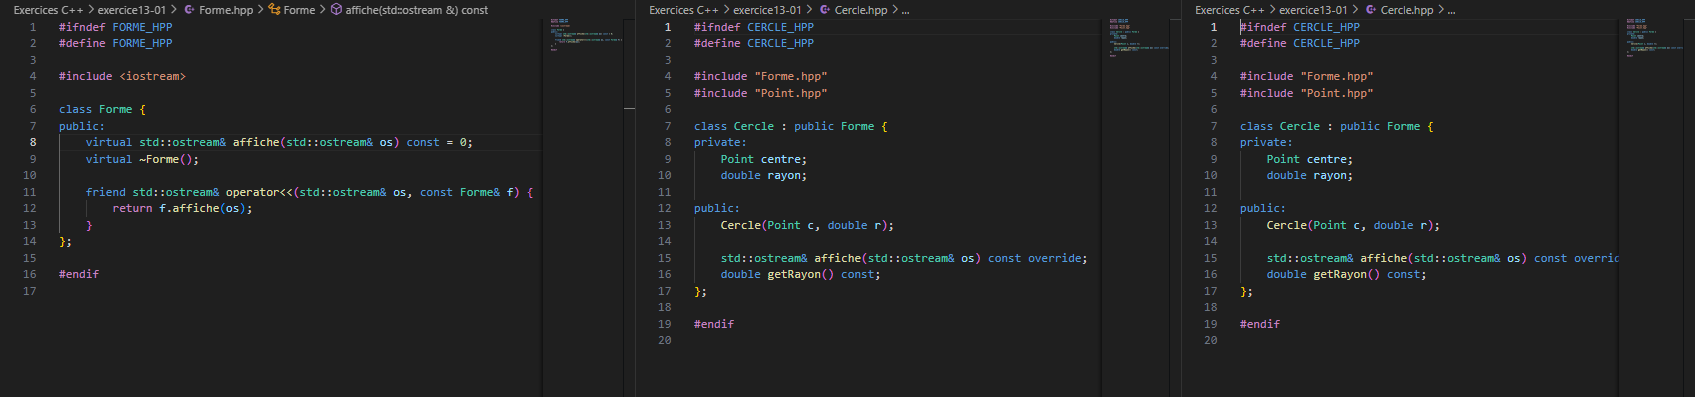 Exercices C++ > exercice13-01 > Forme.hpp > Forme > affiche(std::ostream &) const
1 #ifndef FORME_HPP
2 #define FORME_HPP
3
4 #include <iostream>
5
6 class Forme {
7 public:
8 virtual std::ostream& affiche(std::ostream& os) const = 0;
9 virtual ~Forme();
10
11 friend std::ostream& operator<<(std::ostream& os, const Forme& f) {
12 return f.affiche(os);
13 }
14 };
15
16 #endif
17
Exercices C++ > exercice13-01 > Cercle.hpp > ...
1 #ifndef CERCLE_HPP
2 #define CERCLE_HPP
3
4 #include "Forme.hpp"
5 #include "Point.hpp"
6
7 class Cercle : public Forme {
8 private:
9 Point centre;
10 double rayon;
11
12 public:
13 Cercle(Point c, double r);
14
15 std::ostream& affiche(std::ostream& os) const override;
16 double getRayon() const;
17 };
18
19 #endif
20
Exercices C++ > exercice13-01 > Cercle.hpp > ...
1 #ifndef CERCLE_HPP
2 #define CERCLE_HPP
3
4 #include "Forme.hpp"
5 #include "Point.hpp"
6
7 class Cercle : public Forme {
8 private:
9 Point centre;
10 double rayon;
11
12 public:
13 Cercle(Point c, double r);
14
15 std::ostream& affiche(std::ostream& os) const overric
16 double getRayon() const;
17 };
18
19 #endif
20